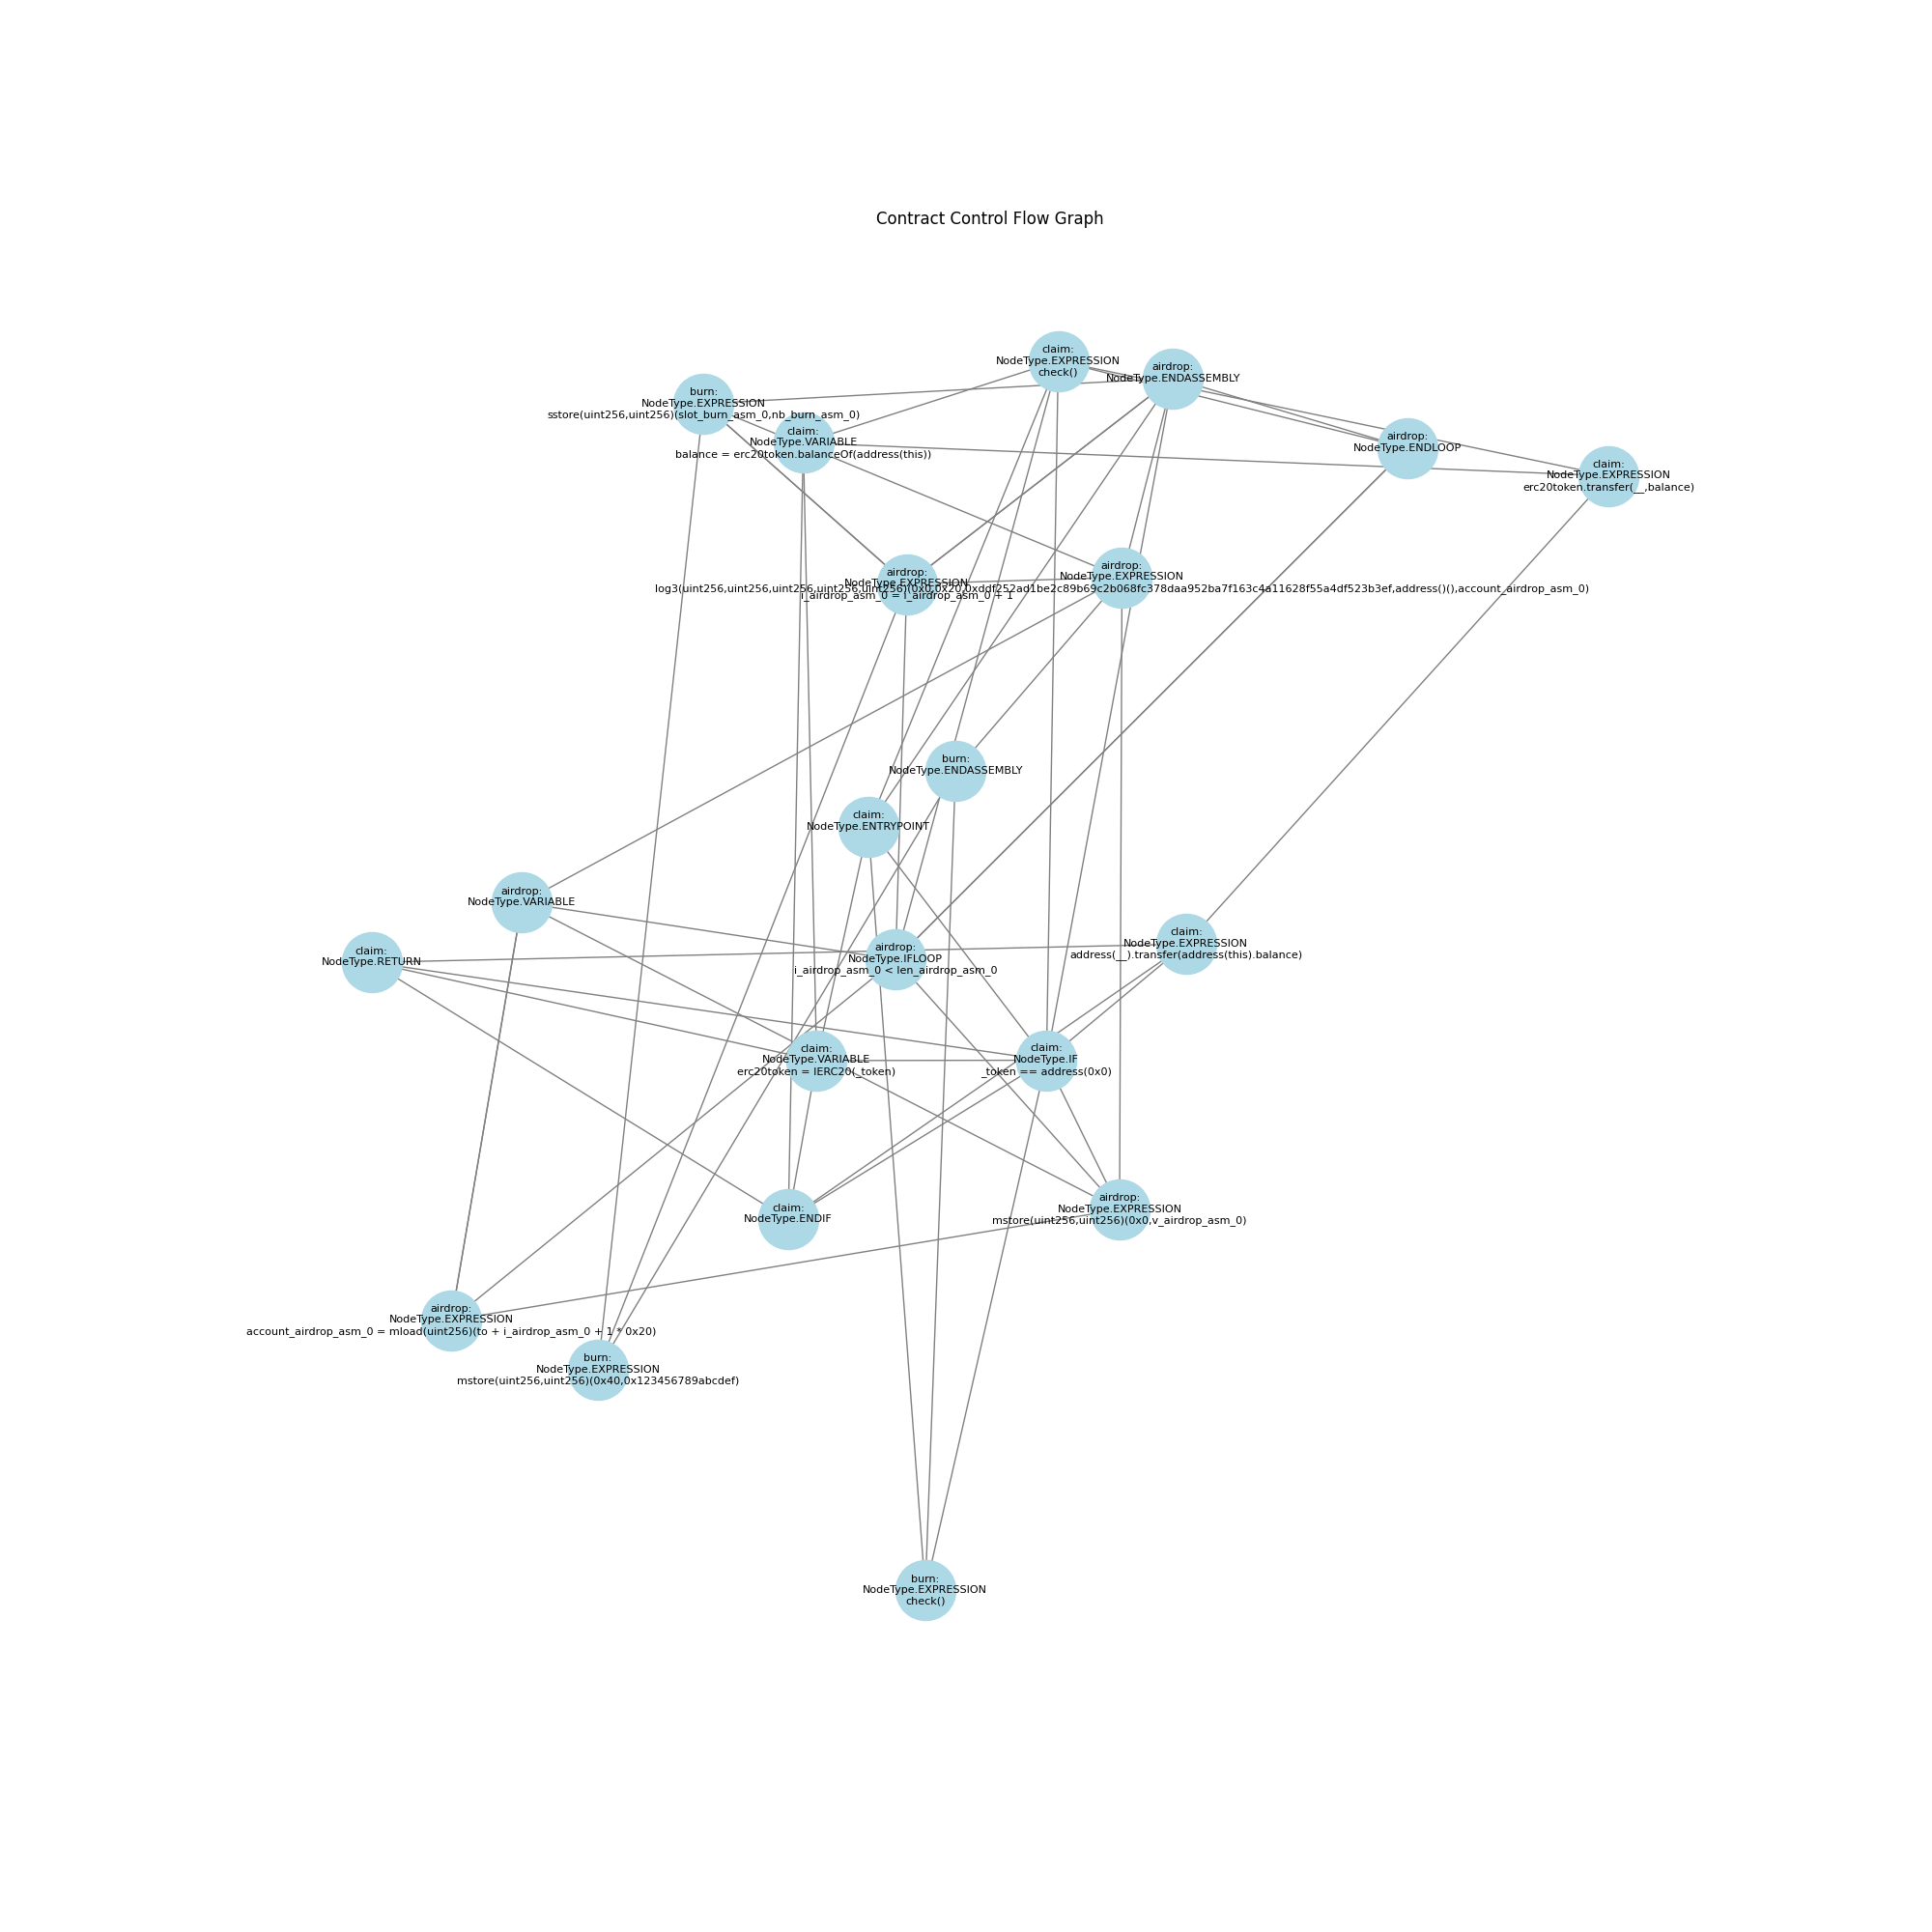 Contract Control Flow Graph
claim:
NodeType.EXPRESSION
check()
airdrop:
NodeType.ENDASSEMBLY
burn:
NodeType.EXPRESSION
sstore(uint256,uint256)(slot_burn_asm_0,nb_burn_asm_0)
claim:
NodeType.VARIABLE
balance = erc20token.balanceOf(address(this))
airdrop:
NodeType.ENDLOOP
claim:
NodeType.EXPRESSION
erc20token.transfer(__,balance)
airdrop:
NodeType.EXPRESSION
i_airdrop_asm_0 = i_airdrop_asm_0 + 1
airdrop:
NodeType.EXPRESSION
log3(uint256,uint256,uint256,uint256,uint256)(0x0,0x20,0xddf252ad1be2c89b69c2b068fc378daa952ba7f163c4a11628f55a4df523b3ef,address()(),account_airdrop_asm_0)
burn:
NodeType.ENDASSEMBLY
claim:
NodeType.ENTRYPOINT
airdrop:
NodeType.VARIABLE
claim:
NodeType.RETURN
airdrop:
NodeType.IFLOOP
i_airdrop_asm_0 < len_airdrop_asm_0
claim:
NodeType.EXPRESSION
address(__).transfer(address(this).balance)
claim:
NodeType.VARIABLE
erc20token = IERC20(_token)
claim:
NodeType.IF
_token == address(0x0)
claim:
NodeType.ENDIF
airdrop:
NodeType.EXPRESSION
mstore(uint256,uint256)(0x0,v_airdrop_asm_0)
airdrop:
NodeType.EXPRESSION
account_airdrop_asm_0 = mload(uint256)(to + i_airdrop_asm_0 + 1 * 0x20)
burn:
NodeType.EXPRESSION
mstore(uint256,uint256)(0x40,0x123456789abcdef)
burn:
NodeType.EXPRESSION
check()